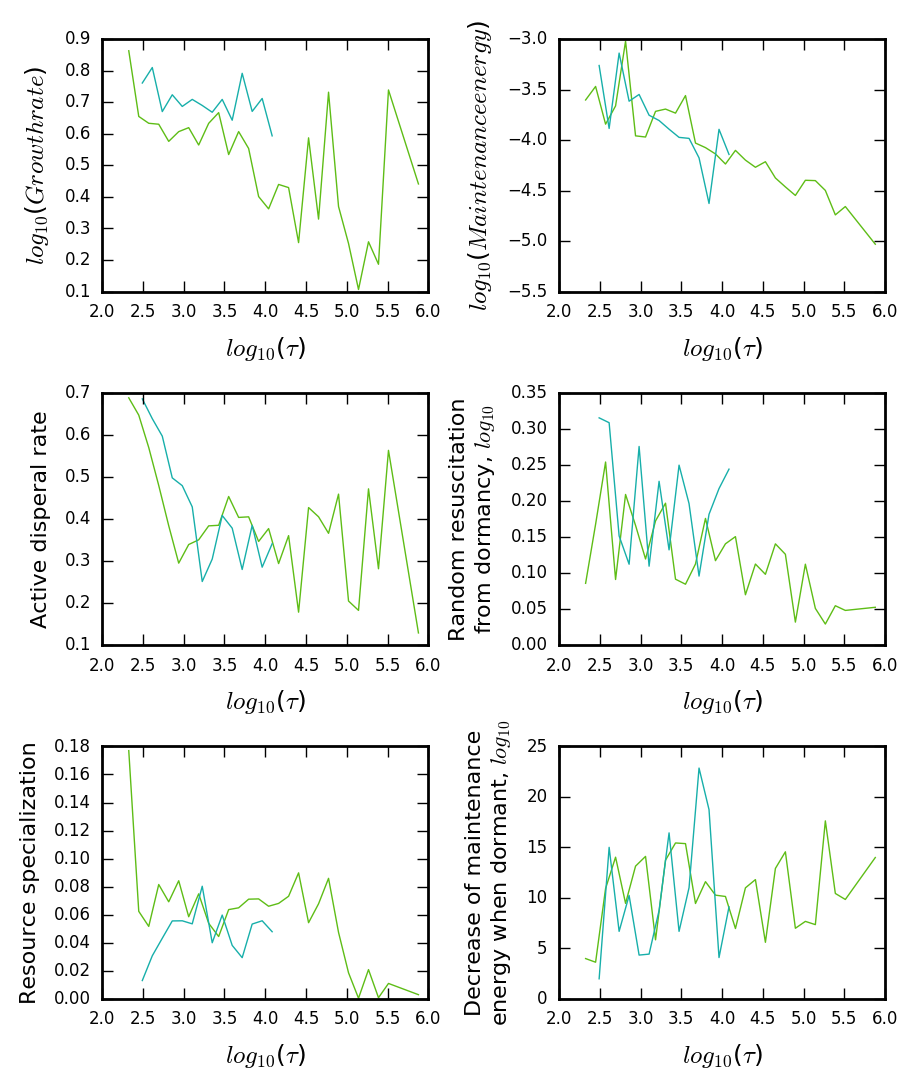 log10(Growthrate)
0.9
0.8
0.7
0.6
0.5
0.4
0.3
0.2
0.1
2.0 2.5 3.0 3.5 4.0 4.5 5.0 5.5 6.0
log10(τ)
log10(Maintenanceenergy)
−3.0
−3.5
−4.0
−4.5
−5.0
−5.5
2.0 2.5 3.0 3.5 4.0 4.5 5.0 5.5 6.0
log10(τ)
Active disperal rate
0.7
0.6
0.5
0.4
0.3
0.2
0.1
2.0 2.5 3.0 3.5 4.0 4.5 5.0 5.5 6.0
log10(τ)
Random resuscitation
from dormancy, log10
0.35
0.30
0.25
0.20
0.15
0.10
0.05
0.00
2.0 2.5 3.0 3.5 4.0 4.5 5.0 5.5 6.0
log10(τ)
Resource specialization
0.18
0.16
0.14
0.12
0.10
0.08
0.06
0.04
0.02
0.00
2.0 2.5 3.0 3.5 4.0 4.5 5.0 5.5 6.0
log10(τ)
Decrease of maintenance
energy when dormant, log10
25
20
15
10
5
0
2.0 2.5 3.0 3.5 4.0 4.5 5.0 5.5 6.0
log10(τ)